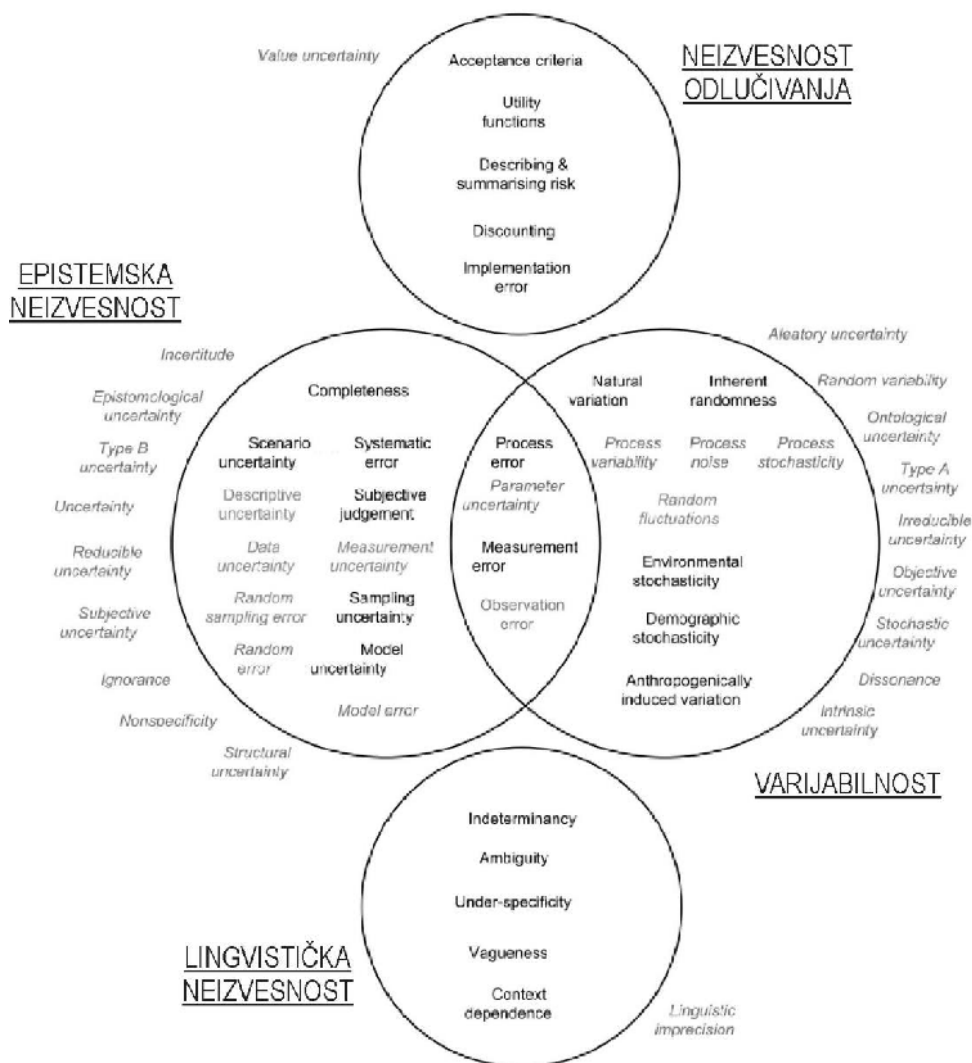 Value uncertainty
NEIZVESNOST
ODLUČIVANJA
Acceptance criteria
Utility
functions
Describing &
summarising risk
Discounting
Implementation
error
EPISTEMSKA
NEIZVESNOST
Incertitude
Epistomological
uncertainty
Type B
uncertainty
Uncertainty
Reducible
uncertainty
Subjective
uncertainty
Ignorance
Nonspecificity
Structural
uncertainty
Completeness
Scenario
uncertainty
Systematic
error
Descriptive
uncertainty
Subjective
judgement
Data
uncertainty
Measurement
uncertainty
Random
sampling error
Sampling
uncertainty
Random
error
Model
uncertainty
Model error
Process
error
Parameter
uncertainty
Measurement
error
Observation
error
Natural
variation
Inherent
randomness
Process
variability
Process
noise
Process
stochasticity
Random
fluctuations
Environmental
stochasticity
Demographic
stochasticity
Anthropogenically
induced variation
Aleatory uncertainty
Random variability
Ontological
uncertainty
Type A
uncertainty
Irreducible
uncertainty
Objective
uncertainty
Stochastic
uncertainty
Dissonance
Intrinsic
uncertainty
VARIJABILNOST
Indeterminancy
Ambiguity
Under-specificity
Vagueness
Context
dependence
LINGVISTIČKA
NEIZVESNOST
Linguistic
imprecision